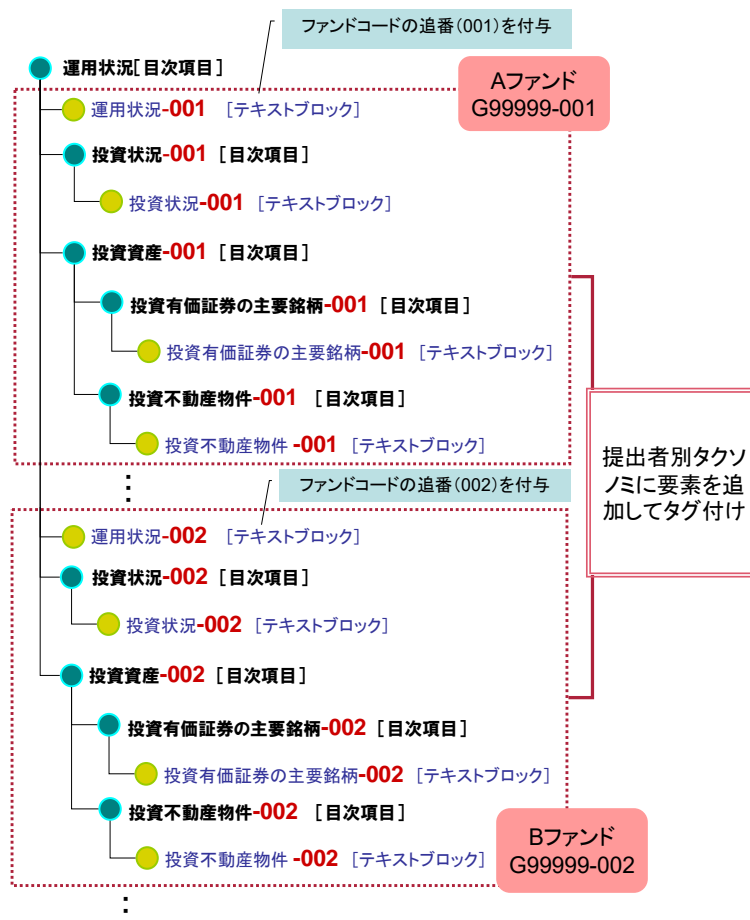 ファンドコードの追番(001)を付与
運用状況[目次項目]
Aファンド
G99999-001
運用状況-001 [テキストブロック]
投資状況-001 [目次項目]
投資状況-001 [テキストブロック]
投資資産-001 [目次項目]
投資有価証券の主要銘柄-001 [目次項目]
投資有価証券の主要銘柄-001 [テキストブロック]
投資不動産物件-001 [目次項目]
投資不動産物件-001 [テキストブロック]
提出者別タクソ
ノミに要素を追
加してタグ付け
⋮
ファンドコードの追番(002)を付与
運用状況-002 [テキストブロック]
投資状況-002 [目次項目]
投資状況-002 [テキストブロック]
投資資産-002 [目次項目]
投資有価証券の主要銘柄-002 [目次項目]
投資有価証券の主要銘柄-002 [テキストブロック]
投資不動産物件-002 [目次項目]
投資不動産物件 -002 [テキストブロック]
Bファンド
G99999-002
⋮